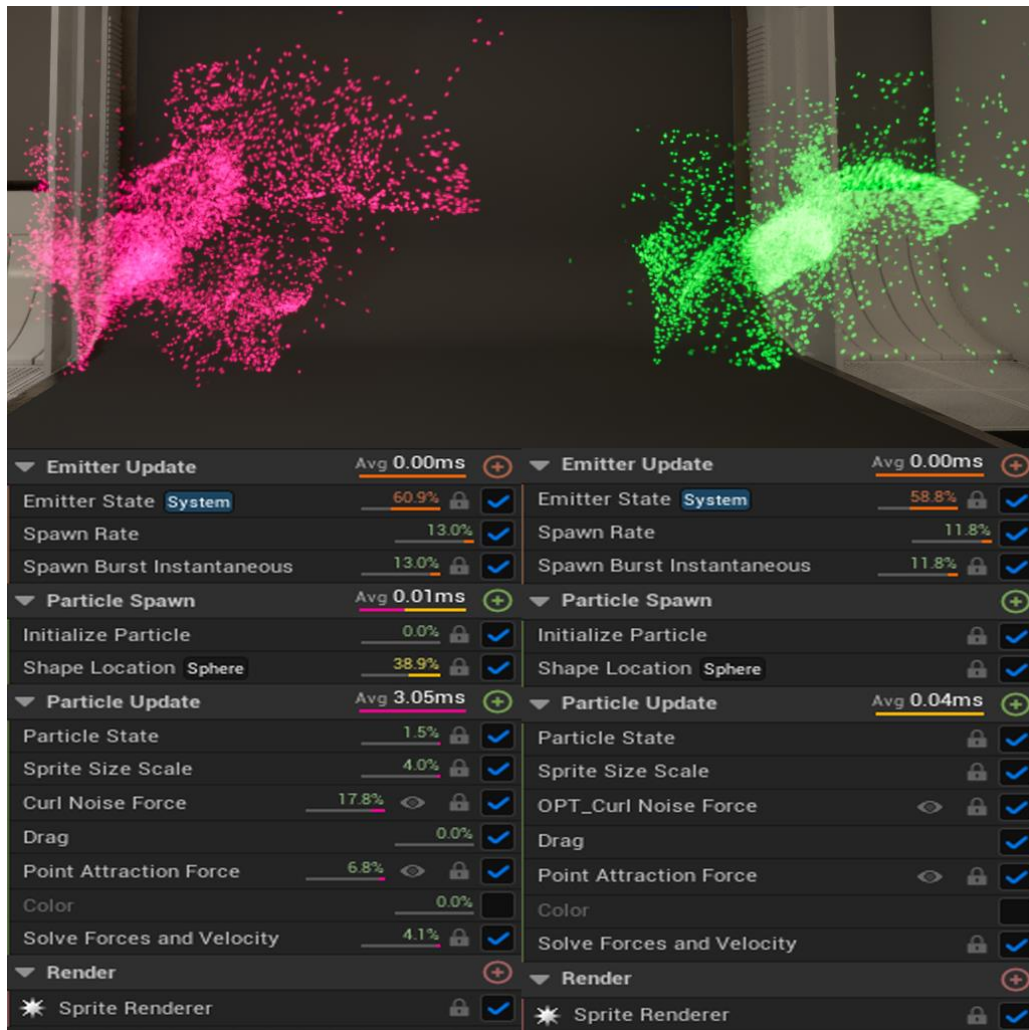 Emitter Update Avg 0.00ms
Emitter State System 60.9%
Spawn Rate 13.0%
Spawn Burst Instantaneous 13.0%
Particle Spawn Avg 0.01ms
Initialize Particle 0.0%
Shape Location Sphere 38.9%
Particle Update Avg 3.05ms
Particle State 1.5%
Sprite Size Scale 4.0%
Curl Noise Force 17.8%
Drag 0.0%
Point Attraction Force 6.8%
Color 0.0%
Solve Forces and Velocity 4.1%
Render
Sprite Renderer
Emitter Update Avg 0.00ms
Emitter State System 58.8%
Spawn Rate 11.8%
Spawn Burst Instantaneous 11.8%
Particle Spawn
Initialize Particle
Shape Location Sphere
Particle Update Avg 0.04ms
Particle State
Sprite Size Scale
OPT_Curl Noise Force
Drag
Point Attraction Force
Color
Solve Forces and Velocity
Render
Sprite Renderer